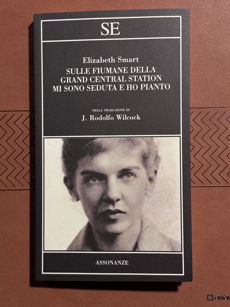 SE
Elizabeth Smart
SULLE FIUMANE DELLA
GRAND CENTRAL STATION
MI SONO SEDUTA E HO PIANTO
NELLA TRADUZIONE DI
J. Rodolfo Wilcock
ASSONANZE